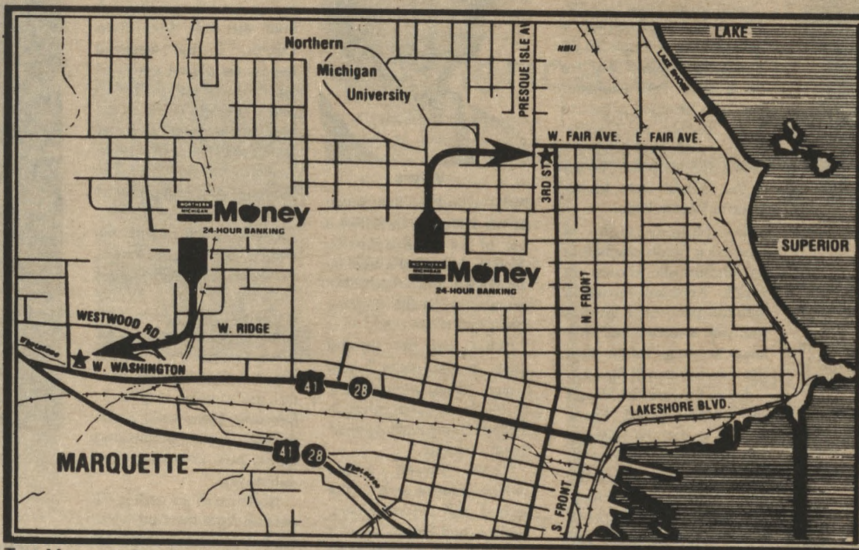 LAKE
Northern
Michigan
University
PRESQUE ISLE AV
NMU
LAKE SHORE
W. FAIR AVE.
E. FAIR AVE.
3RD ST
NORTHERN
MICHIGAN
Money
24-HOUR BANKING
SUPERIOR
NORTHERN
MICHIGAN
Money
24-HOUR BANKING
N. FRONT
WESTWOOD RD
W. RIDGE
W. WASHINGTON
41
28
LAKESHORE BLVD.
MARQUETTE
41
28
S. FRONT